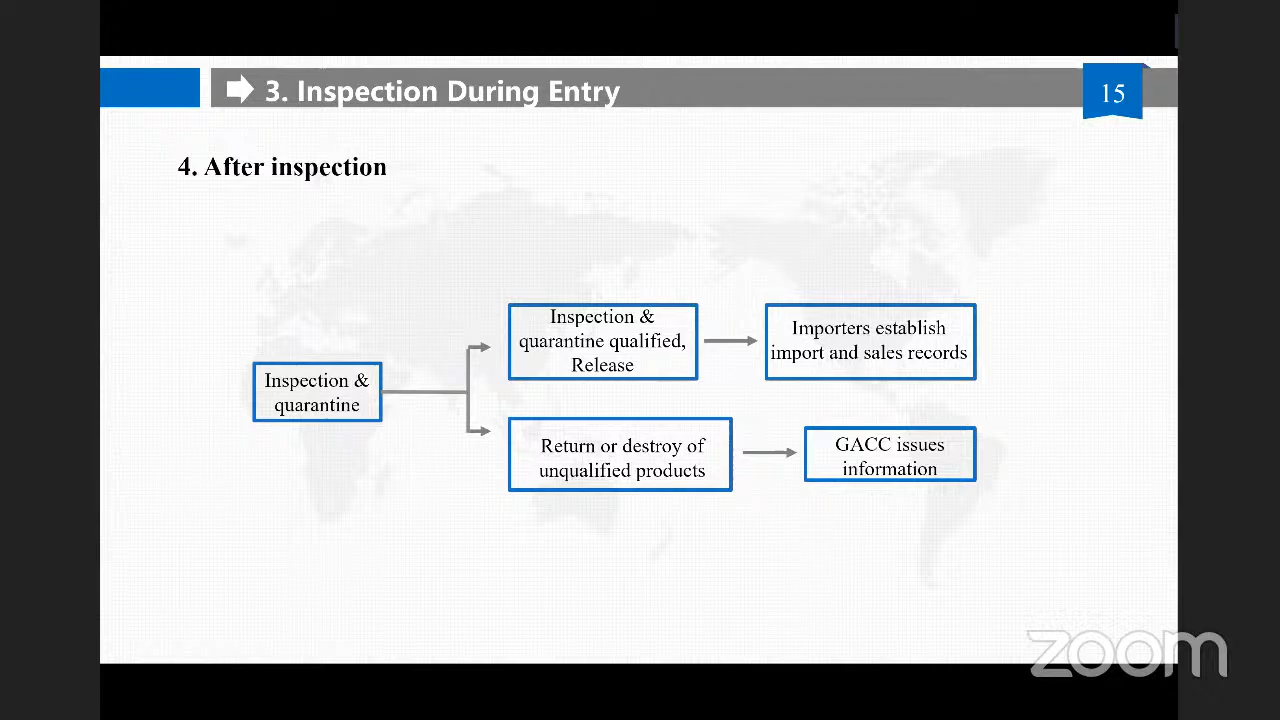 3. Inspection During Entry
15
4. After inspection
Inspection &
quarantine
Inspection &
quarantine qualified,
Release
Importers establish
import and sales records
Return or destroy of
unqualified products
GACC issues
information
zoom